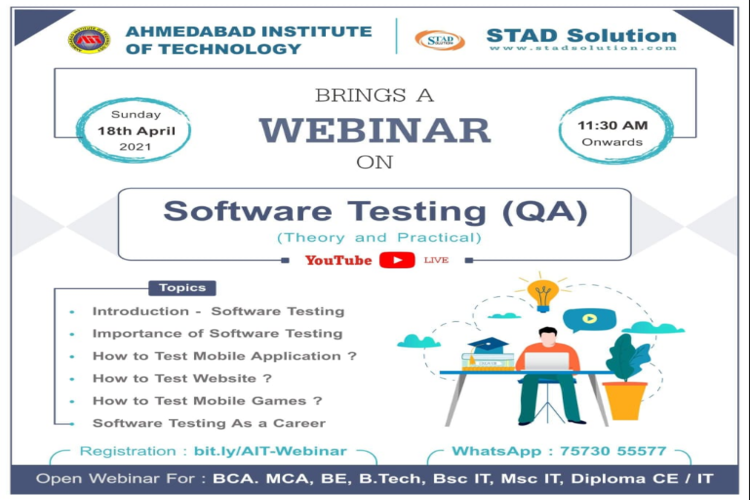 AHMEDABAD INSTITUTE
OF TECHNOLOGY
STAD
STAD Solution
www.stadsolution.com
BRINGS A
WEBINAR
ON
Sunday
18th April
2021
11:30 AM
Onwards
Software Testing (QA)
(Theory and Practical)
YouTube LIVE
Topics
• Introduction - Software Testing
• Importance of Software Testing
• How to Test Mobile Application ?
• How to Test Website ?
• How to Test Mobile Games ?
• Software Testing As a Career
Registration : bit.ly/AIT-Webinar
WhatsApp : 75730 55577
Open Webinar For : BCA. MCA, BE, B.Tech, Bsc IT, Msc IT, Diploma CE / IT